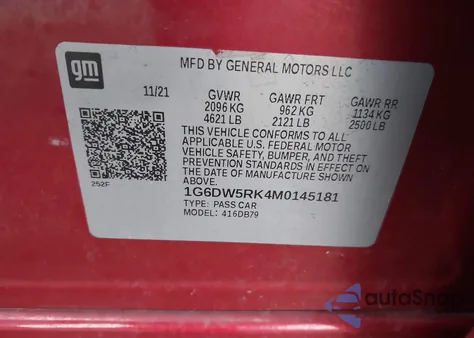 gm
MFD BY GENERAL MOTORS LLC
11/21 GVWR GAWR FRT GAWR RR
2096 KG 962 KG 1134 KG
4621 LB 2121 LB 2500 LB
THIS VEHICLE CONFORMS TO ALL
APPLICABLE U.S. FEDERAL MOTOR
VEHICLE SAFETY, BUMPER, AND THEFT
PREVENTION STANDARDS IN EFFECT ON
THE DATE OF MANUFACTURE SHOWN
ABOVE.
252F
1G6DW5RK4M0145181
TYPE: PASS CAR
MODEL: 416DB79
autoSnap